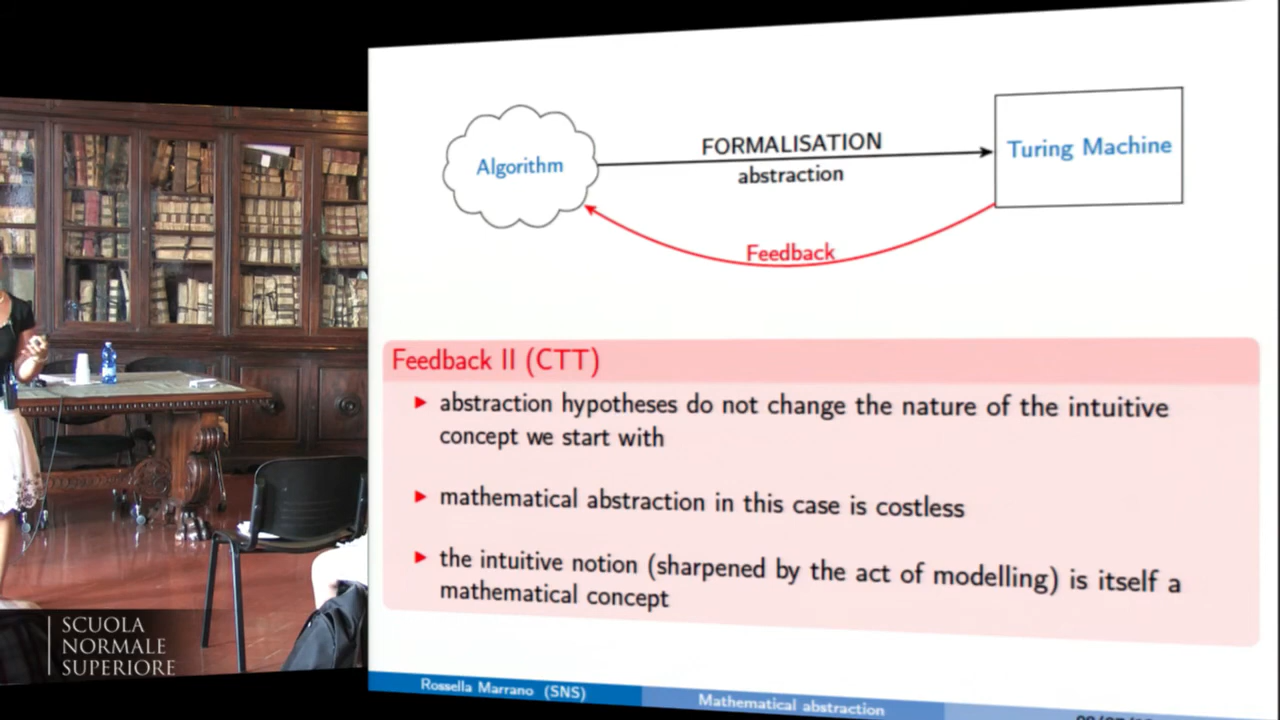 Algorithm
FORMALISATION
abstraction
Turing Machine
Feedback
Feedback II (CTT)
abstraction hypotheses do not change the nature of the intuitive
concept we start with
mathematical abstraction in this case is costless
the intuitive notion (sharpened by the act of modelling) is itself a
mathematical concept
Rossella Marrano (SNS)
Mathematical abstraction
SCUOLA
NORMALE
SUPERIORE